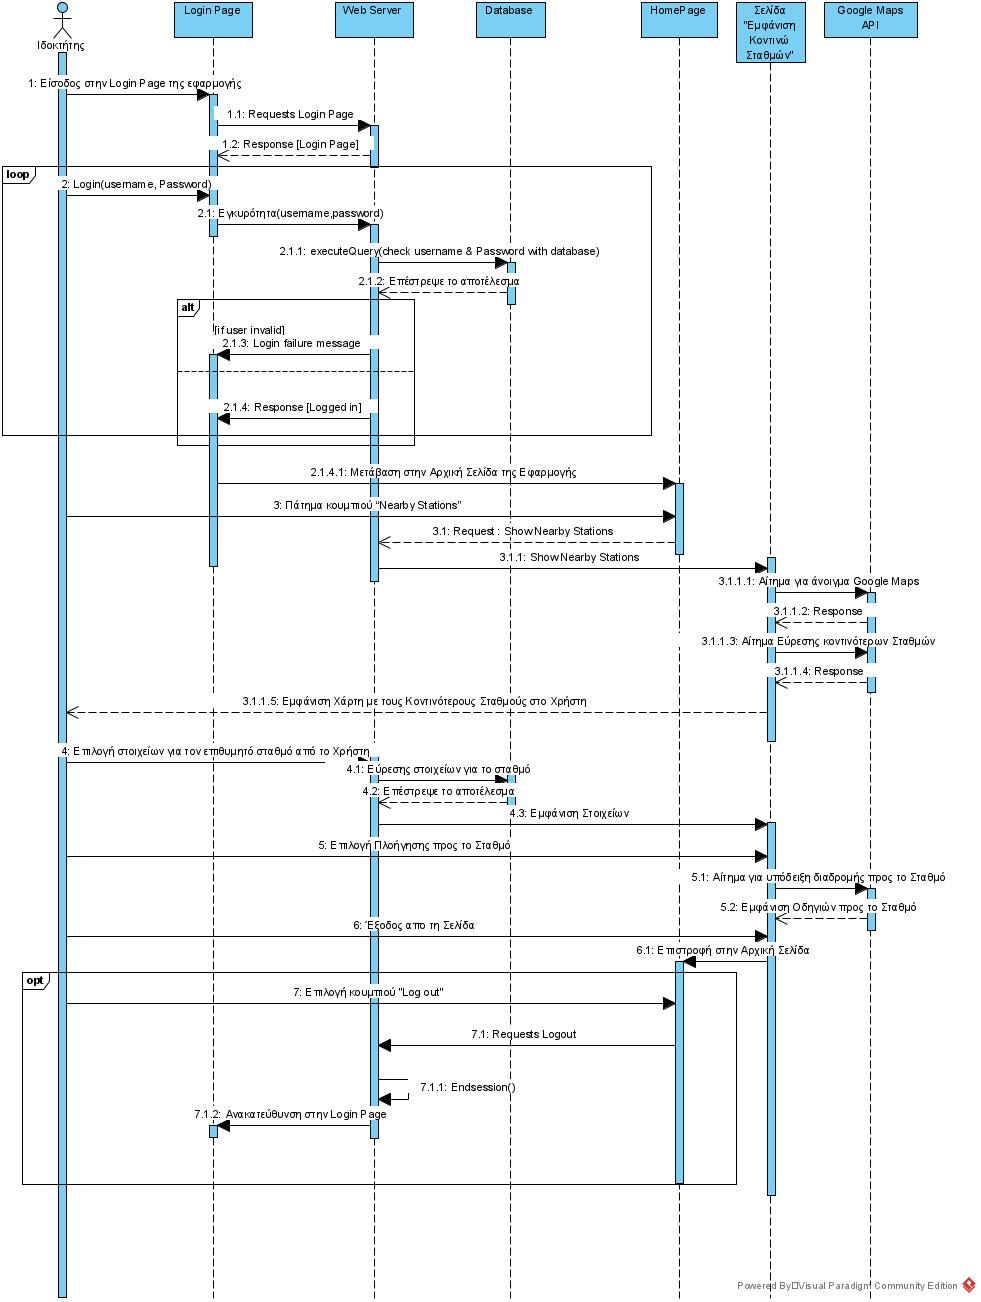 Login Page
Web Server
Database
HomePage
Σελίδα
"Εμφάνιση
Κοντινώ
Σταθμών"
Google Maps
API
Ιδοκτήτης
1: Είσοδος στην Login Page της εφαρμογής
1.1: Requests Login Page
1.2: Response [Login Page]
loop
2: Login(username, Password)
2.1: Εγκυρότητα(username,password)
2.1.1: executeQuery(check username & Password with database)
2.1.2: Επέστρεψε το αποτέλεσμα
alt
[if user invalid]
2.1.3: Login failure message
2.1.4: Response [Logged in]
2.1.4.1: Μετάβαση στην Αρχική Σελίδα της Εφαρμογής
3: Πάτημα κουμπιού "Nearby Stations"
3.1: Request : Show Nearby Stations
3.1.1: Show Nearby Stations
3.1.1.1: Αίτημα για άνοιγμα Google Maps
3.1.1.2: Response
3.1.1.3: Αίτημα Εύρεσης κοντινότερων Σταθμών
3.1.1.4: Response
3.1.1.5: Εμφάνιση Χάρτη με τους Κοντινότερους Σταθμούς στο Χρήστη
4: Επιλογή στοιχείων για τον επιθυμητό σταθμό από το Χρήστη
4.1: Εύρεσης στοιχείων για το σταθμό
4.2: Επέστρεψε το αποτέλεσμα
4.3: Εμφάνιση Στοιχείων
5: Επιλογή Πλοήγησης προς το Σταθμό
5.1: Αίτημα για υπόδειξη διαδρομής προς το Σταθμό
5.2: Εμφάνιση Οδηγιών προς το Σταθμό
6: Έξοδος απο τη Σελίδα
6.1: Επιστροφή στην Αρχική Σελίδα
opt
7: Επιλογή κουμπιού "Log out"
7.1: Requests Logout
7.1.1: Endsession()
7.1.2: Ανακατεύθυνση στην Login Page
Powered By Visual Paradigm Community Edition